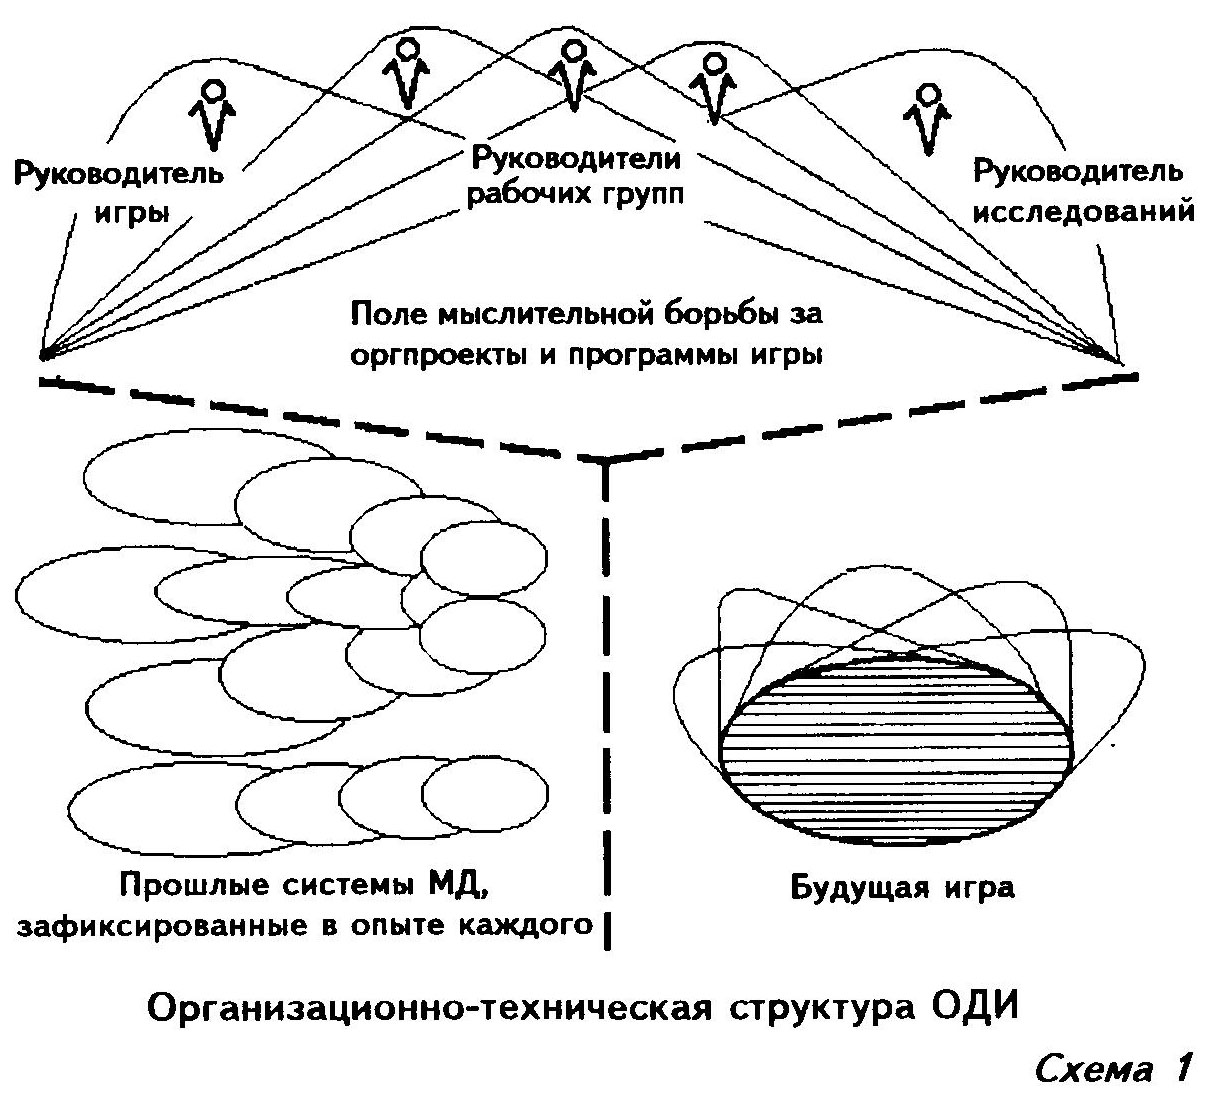 Руководитель
игры
Руководители
рабочих групп
Руководитель
исследований
Поле мыслительной борьбы за
оргпроекты и программы игры
Прошлые системы МД,
зафиксированные в опыте каждого
Будущая игра
Организационно-техническая структура ОДИ
Схема 1